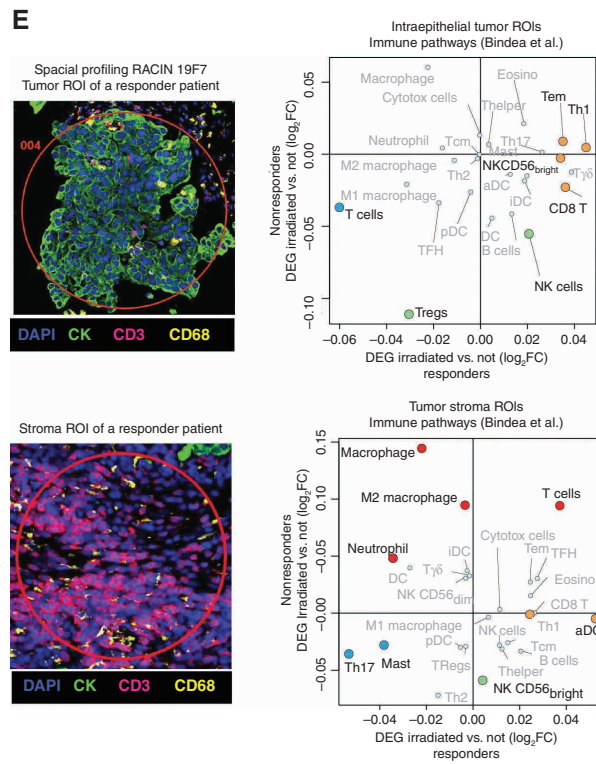 E
Spacial profiling RACIN 19F7
Tumor ROI of a responder patient
004
DAPI CK CD3 CD68
Intraepithelial tumor ROIs
Immune pathways (Bindea et al.)
Nonresponders
DEG irradiated vs. not (log2FC)
0.05
0.00
−0.05
−0.10
Macrophage
Eosino
Cytotox cells
Thelper
Tem
Th1
Neutrophil
Tcm
Th17
Mast
M2 macrophage
Th2
NKCD56bright
Tγδ
aDC
M1 macrophage
iDC
T cells
CD8 T
pDC
TFH
DC
B cells
NK cells
Tregs
−0.06 −0.04 −0.02 0.00 0.02 0.04
DEG irradiated vs. not (log2FC)
responders
Stroma ROI of a responder patient
DAPI CK CD3 CD68
Tumor stroma ROIs
Immune pathways (Bindea et al.)
Nonresponders
DEG Irradiated vs. not (log2FC)
0.15
0.10
−0.05
−0.00
−0.05
Macrophage
M2 macrophage
T cells
Cytotox cells
Neutrophil
iDC
Tem
TFH
Tγδ
DC
Eosino
NK CD56dim
CD8 T
M1 macrophage
Th1
NK cells
aDC
pDC
Tcm
Th17
Mast
TRegs
B cells
Thelper
Th2
NK CD56bright
−0.04 −0.02 0.00 0.02 0.04
DEG irradiated vs. not (log2FC)
responders